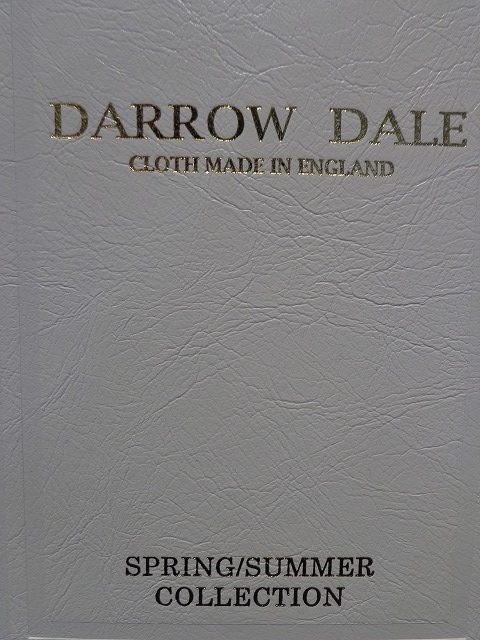 DARROW DALE
CLOTH MADE IN ENGLAND
SPRING/SUMMER
COLLECTION